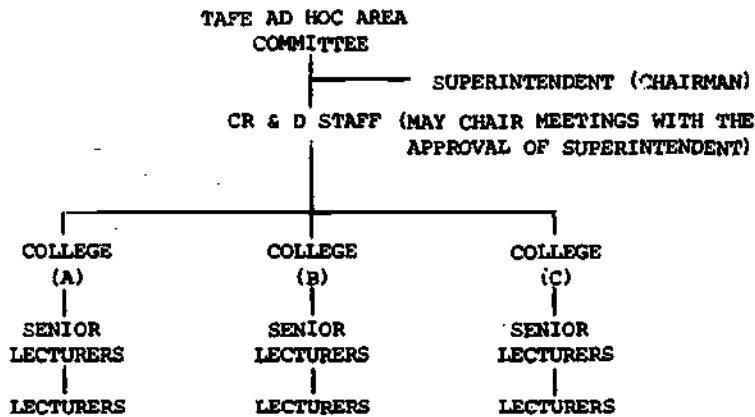 TAFE AD HOC AREA
COMMITTEE
SUPERINTENDENT (CHAIRMAN)
CR & D STAFF (MAY CHAIR MEETINGS WITH THE
APPROVAL OF SUPERINTENDENT)
COLLEGE COLLEGE COLLEGE
(A) (B) (C)
SENIOR SENIOR SENIOR
LECTURERS LECTURERS LECTURERS
LECTURERS LECTURERS LECTURERS